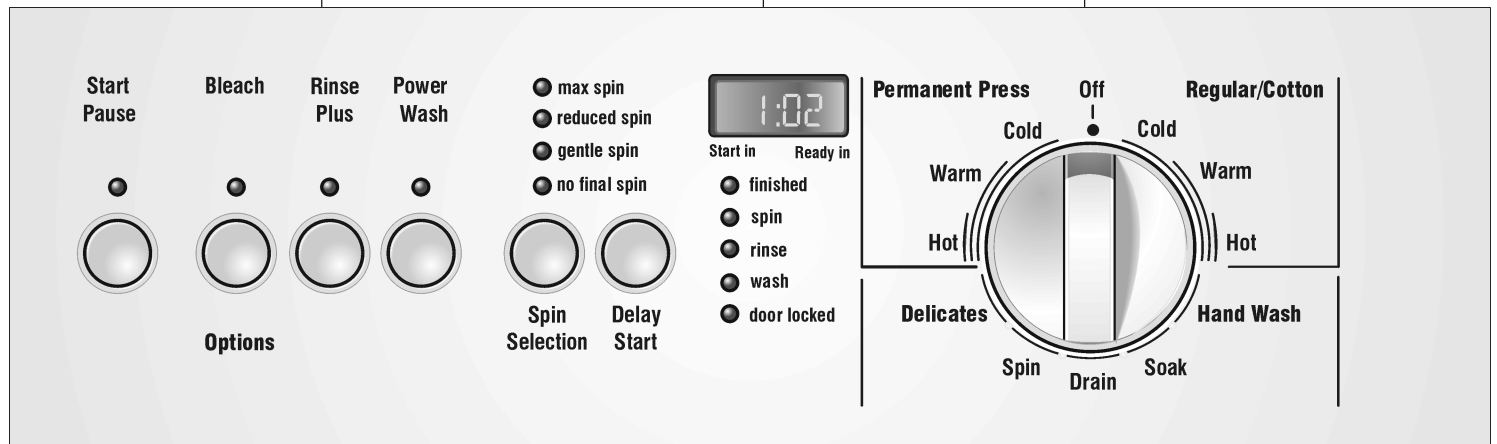 Start
Pause
Bleach
Rinse
Plus
Power
Wash
Options
max spin
reduced spin
gentle spin
no final spin
Spin
Selection
Delay
Start
1:02
Start in
Ready in
finished
spin
rinse
wash
door locked
Permanent Press
Off
Regular/Cotton
Cold
Cold
Warm
Warm
Hot
Hot
Delicates
Hand Wash
Spin
Drain
Soak